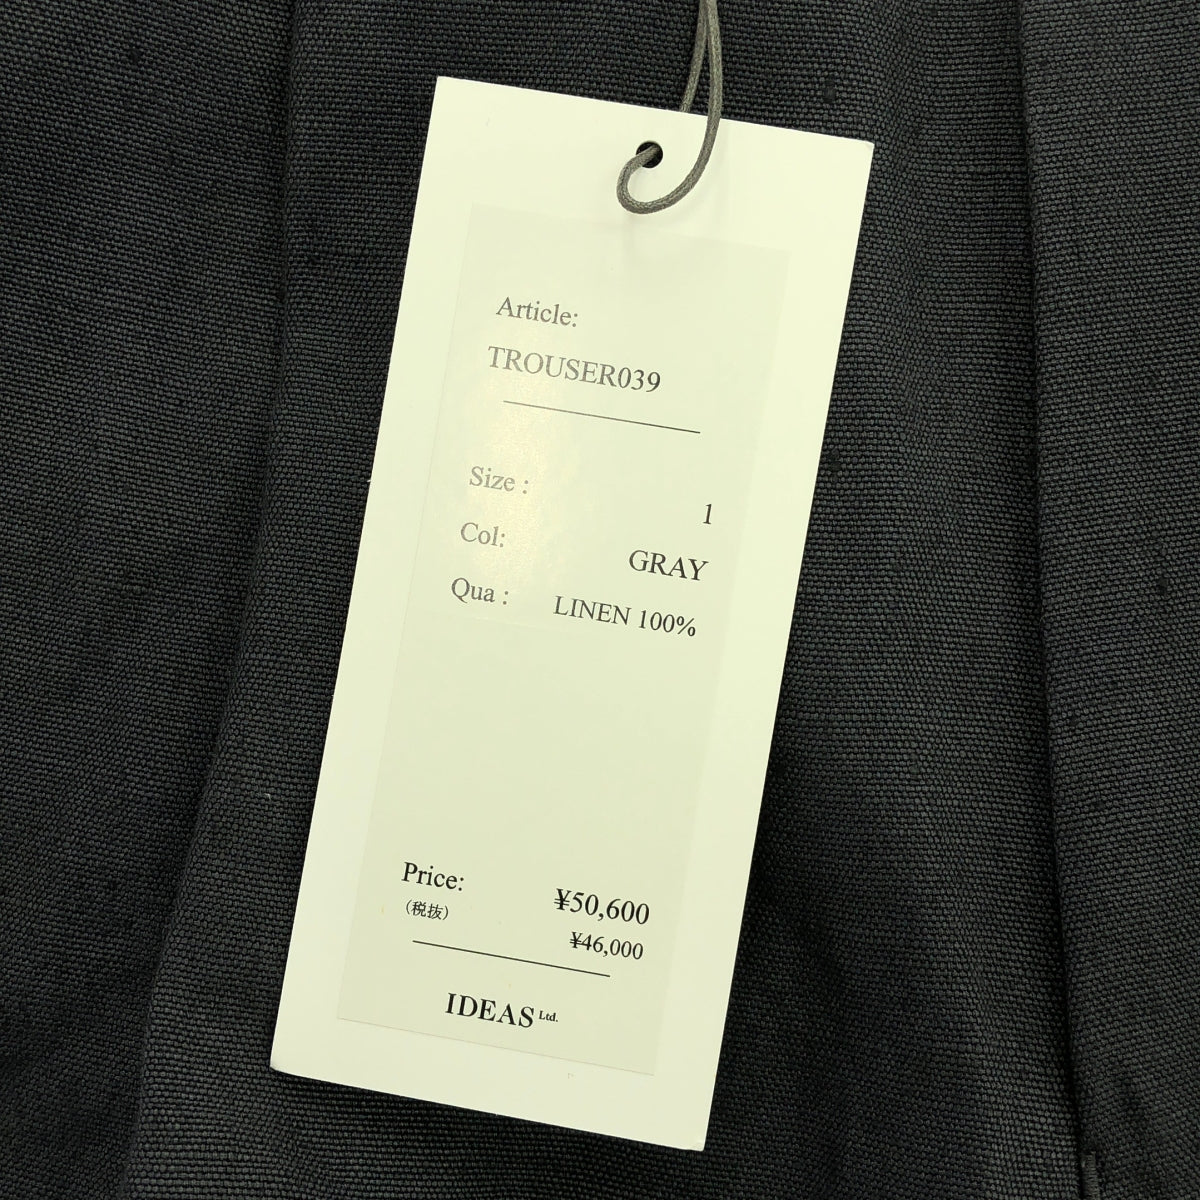 Article:
TROUSER039
Size : 1
Col: GRAY
Qua : LINEN 100%
Price: ¥50,600
(税抜) ¥46,000
IDEAS Ltd.